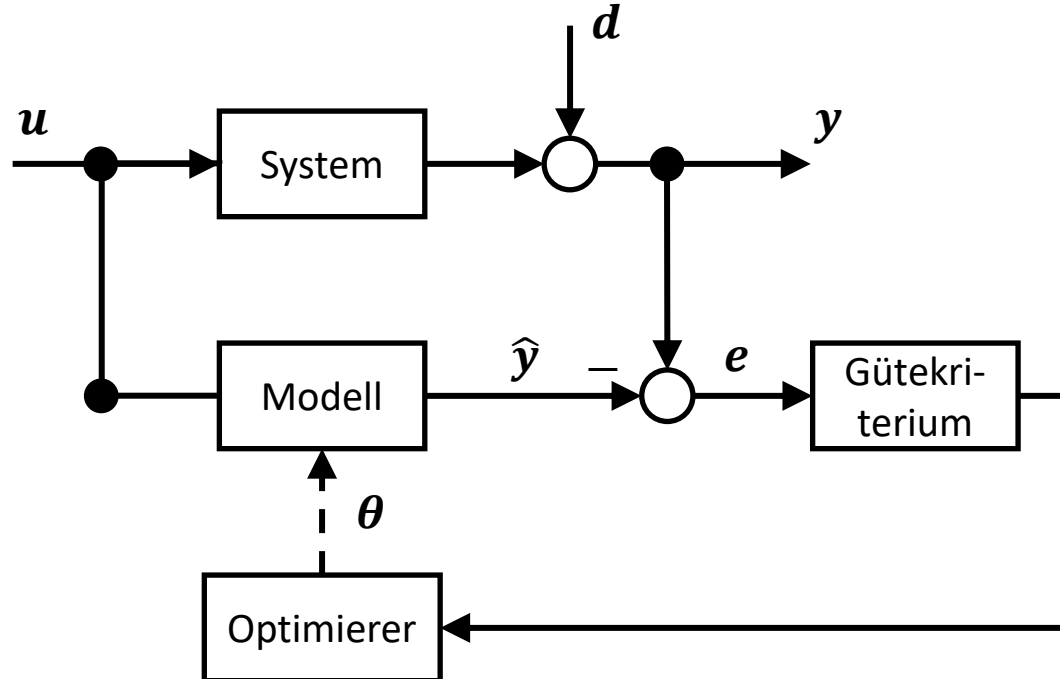 d
u
y
System
ŷ
–
e
Gütekri-
terium
Modell
θ
Optimierer